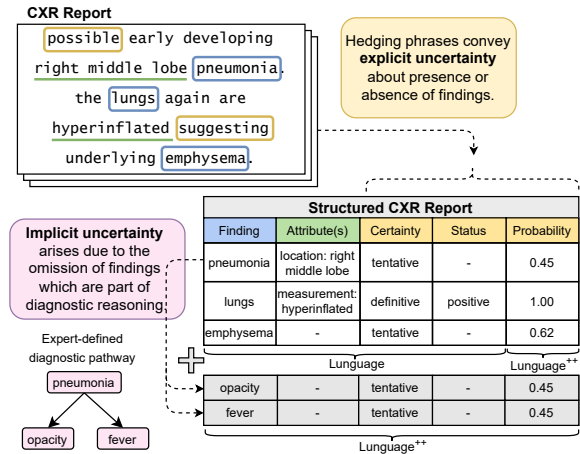 CXR Report
possible early developing
right middle lobe pneumonia.
the lungs again are
hyperinflated suggesting
underlying emphysema.
Hedging phrases convey
explicit uncertainty
about presence or
absence of findings.
Implicit uncertainty
arises due to the
omission of findings
which are part of
diagnostic reasoning.
Expert-defined
diagnostic pathway
pneumonia
opacity fever
Structured CXR Report
Finding Attribute(s) Certainty Status Probability
pneumonia location: right middle lobe tentative - 0.45
lungs measurement: hyperinflated definitive positive 1.00
emphysema - tentative - 0.62
Lunguage Lunguage++
opacity - tentative - 0.45
fever - tentative - 0.45
Lunguage++